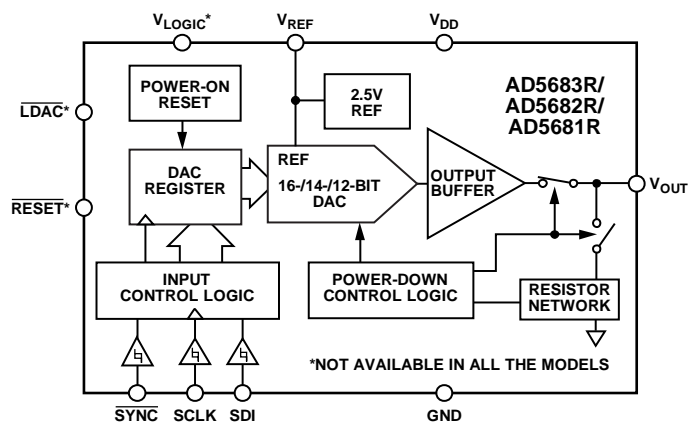 VLOGIC*
VREF
VDD
POWER-ON
RESET
2.5V
REF
AD5683R/
AD5682R/
AD5681R
LDAC*
DAC
REGISTER
REF
16-/14-/12-BIT
DAC
OUTPUT
BUFFER
VOUT
RESET*
INPUT
CONTROL LOGIC
POWER-DOWN
CONTROL LOGIC
RESISTOR
NETWORK
*NOT AVAILABLE IN ALL THE MODELS
SYNC
SCLK
SDI
GND